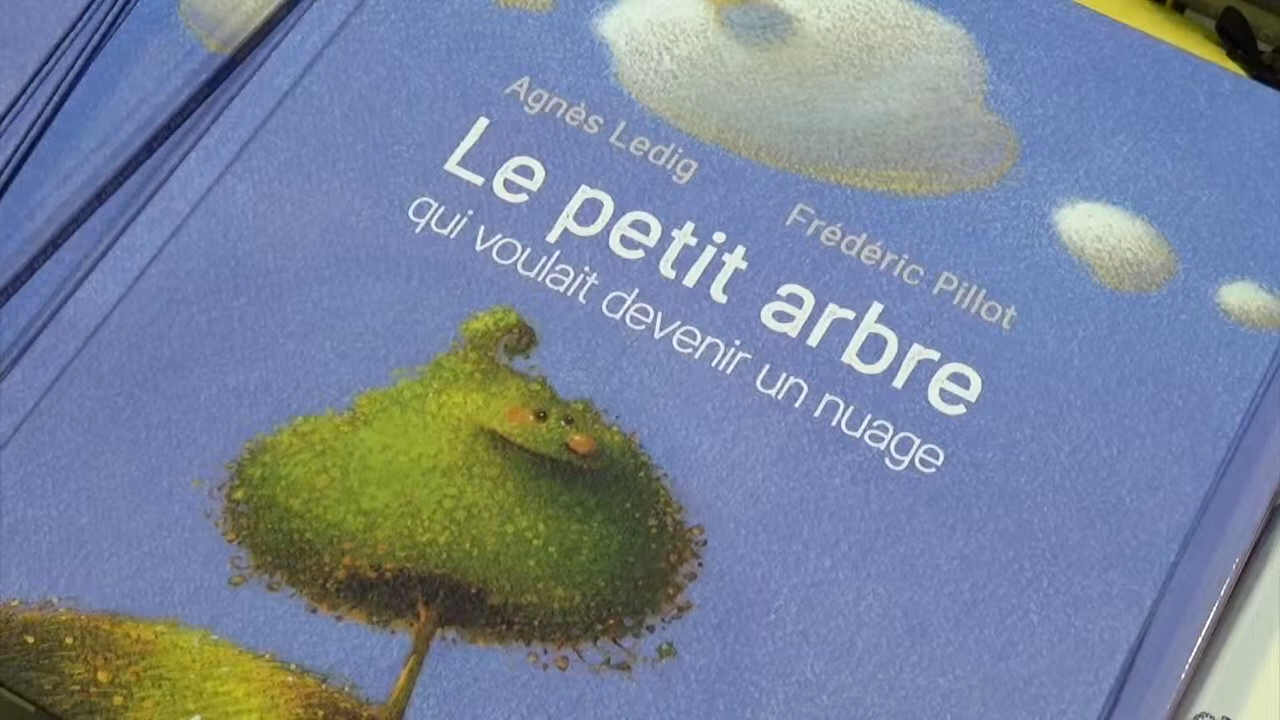 Agnès Ledig
Frédéric Pillot
Le petit arbre
qui voulait devenir un nuage